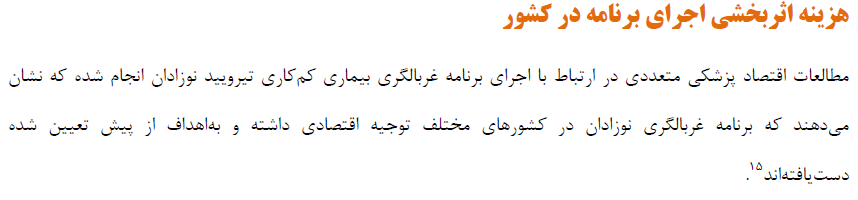 هزینه اثربخشی اجرای برنامه در کشور
مطالعات اقتصاد پزشکی متعددی در ارتباط با اجرای برنامه غربالگری بیماری کم‌کاری تیرویید نوزادان انجام شده که نشان
می‌دهند که برنامه غربالگری نوزادان در کشورهای مختلف توجیه اقتصادی داشته و به‌اهداف از پیش تعیین شده
دست‌یافته‌اند۱۵.